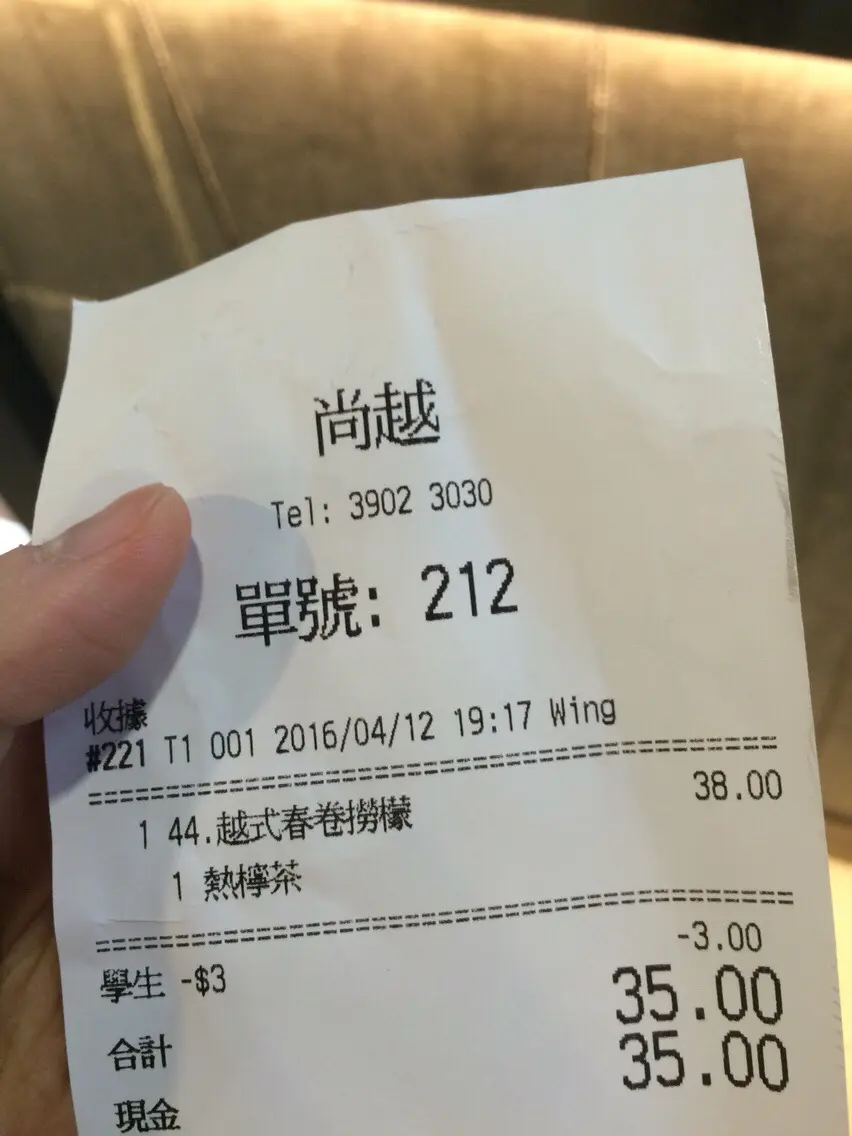 尚越
Tel: 3902 3030
單號: 212
收據
#221 T1 001 2016/04/12 19:17 Wing
1 44.越式春卷撈檬 38.00
1 熱檸茶
學生 -$3 -3.00
合計 35.00
現金 35.00